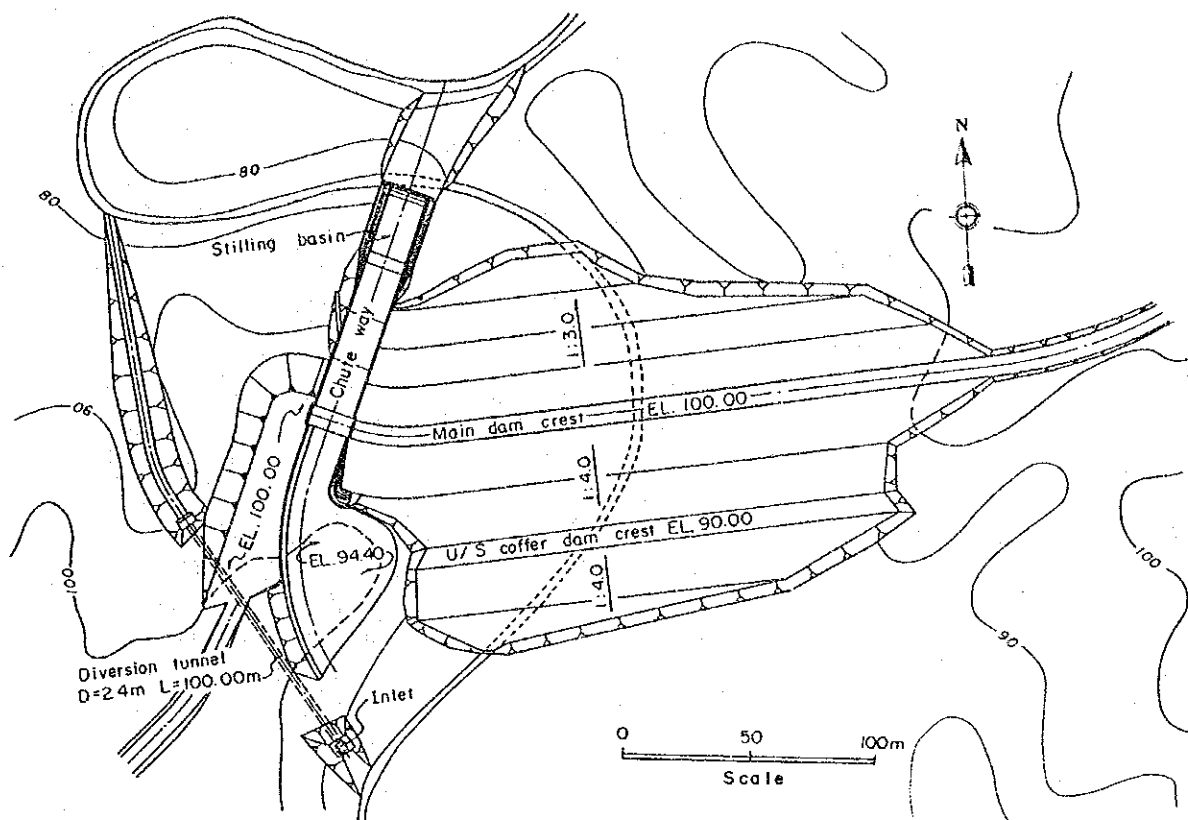 N
80
80
Stilling basin
Chute way
1:3.0
Main dam crest EL. 100.00
90
EL. 100.00
1:4.0
U/S coffer dam crest EL. 90.00
EL. 94.40
1:4.0
100
100
90
Diversion tunnel
D=2.4m L=100.00m
Inlet
0 50 100m
Scale